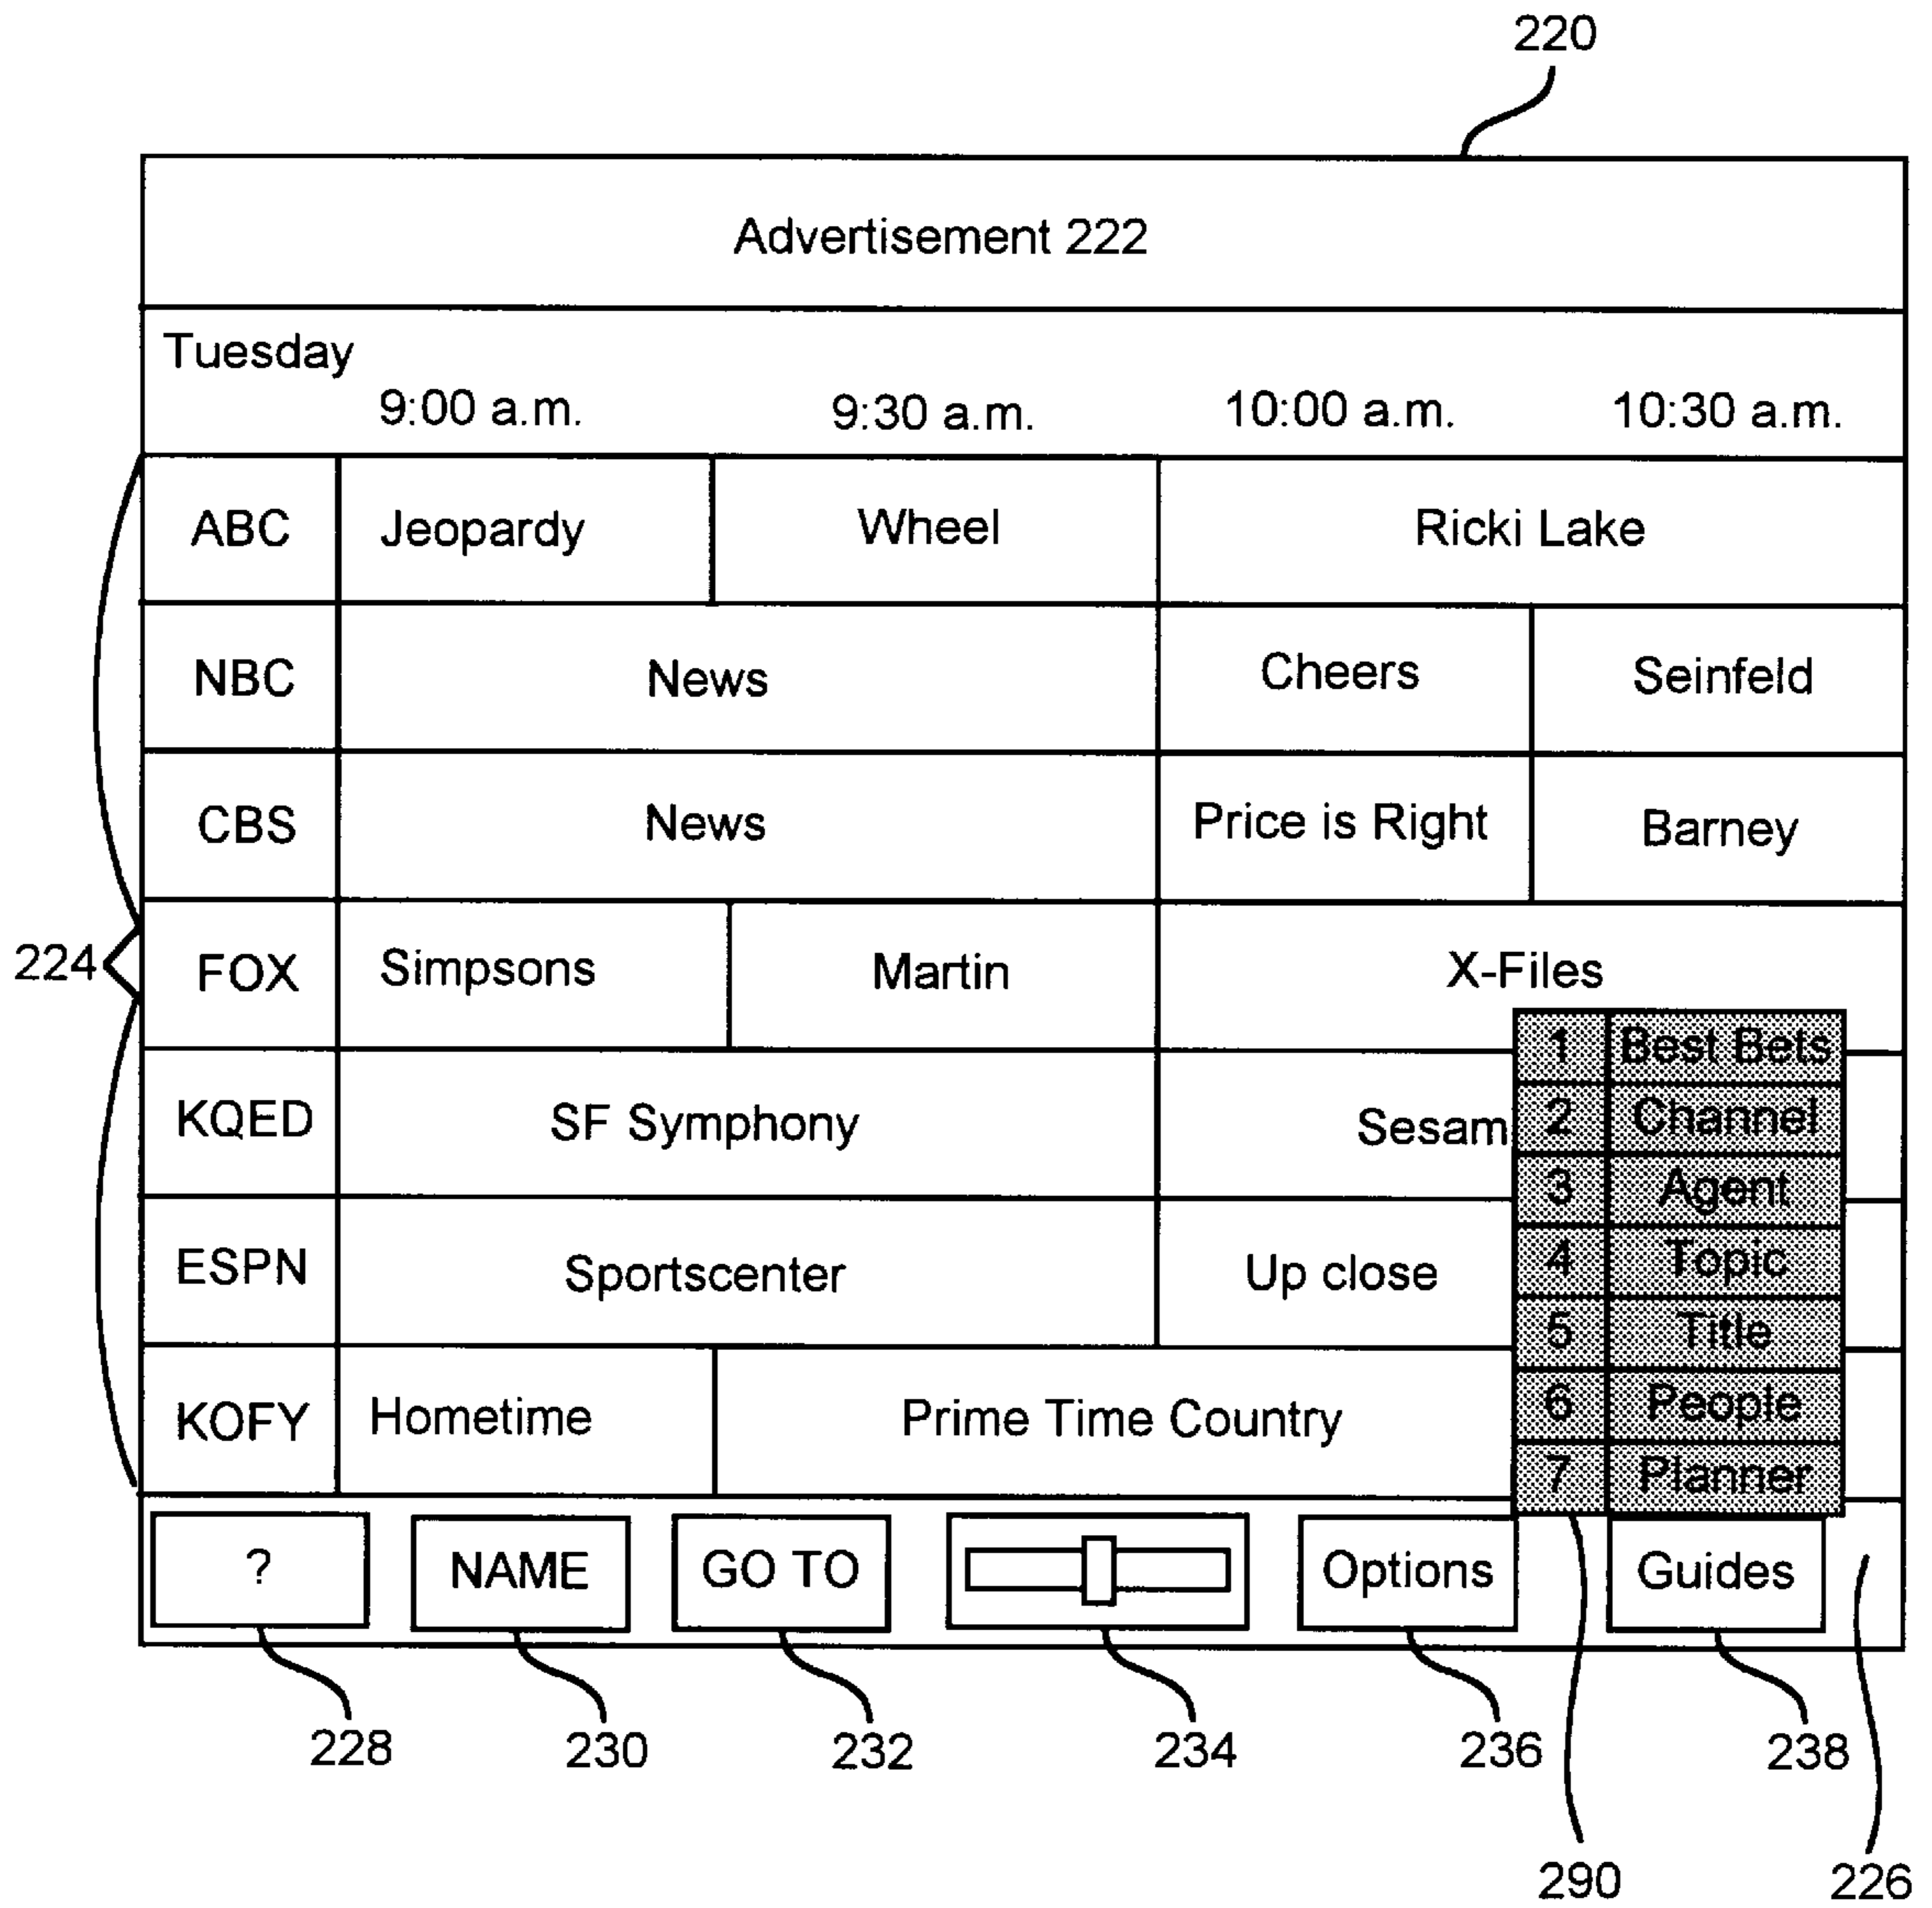 220
Advertisement 222
Tuesday
9:00 a.m. 9:30 a.m. 10:00 a.m. 10:30 a.m.
ABC Jeopardy Wheel Ricki Lake
NBC News Cheers Seinfeld
CBS News Price is Right Barney
224 FOX Simpsons Martin X-Files
1 Best Bets
KQED SF Symphony Sesam 2 Channel
3 Agent
ESPN Sportscenter Up close 4 Topic
5 Title
KOFY Hometime Prime Time Country 6 People
7 Planner
? NAME GO TO Options Guides
228 230 232 234 236 238
290 226